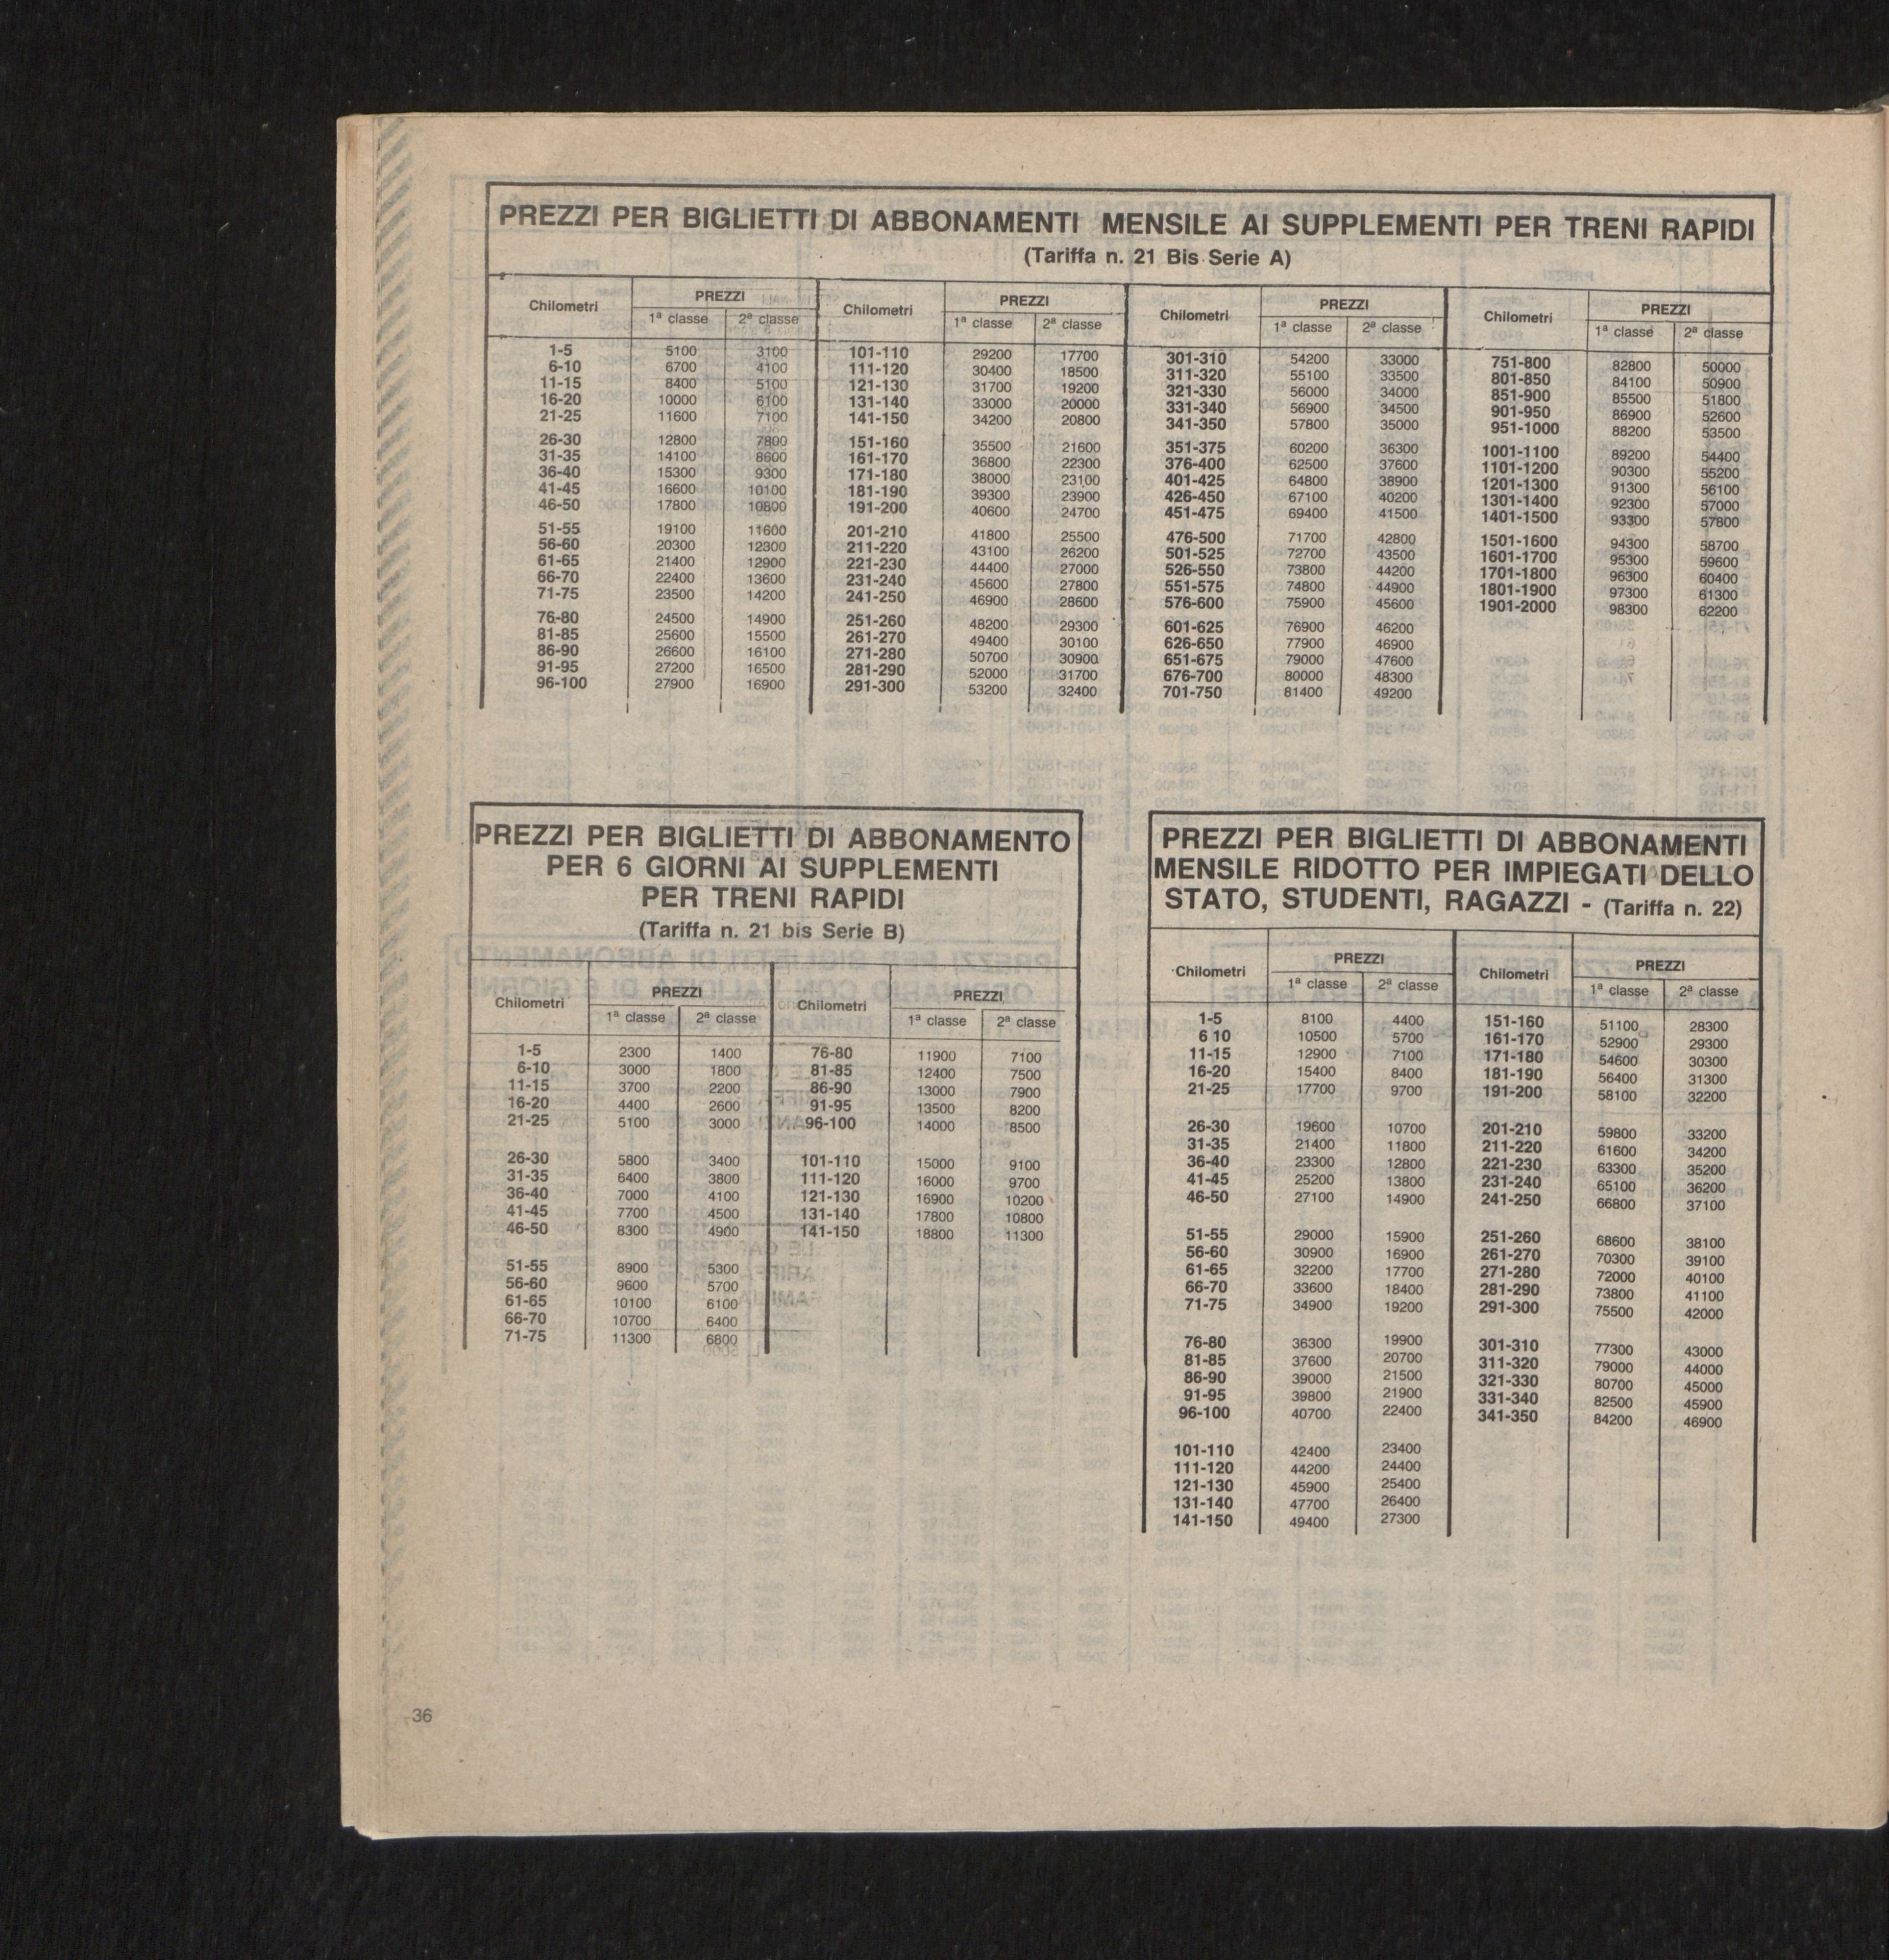 PREZZI PER BIGLIETTI DI ABBONAMENTI MENSILE AI SUPPLEMENTI PER TRENI RAPIDI
(Tariffa n. 21 Bis Serie A)
Chilometri PREZZI Chilometri PREZZI Chilometri PREZZI Chilometri PREZZI
1ª classe 2ª classe 1ª classe 2ª classe 1ª classe 2ª classe 1ª classe 2ª classe
1-5 5100 3100 101-110 29200 17700 301-310 54200 33000 751-800 82800 50000
6-10 6700 4100 111-120 30400 18500 311-320 55100 33500 801-850 84100 50900
11-15 8400 5100 121-130 31700 19200 321-330 56000 34000 851-900 85500 51800
16-20 10000 6100 131-140 33000 20000 331-340 56900 34500 901-950 86900 52600
21-25 11600 7100 141-150 34200 20800 341-350 57800 35000 951-1000 88200 53500
26-30 12800 7800 151-160 35500 21600 351-375 60200 36300 1001-1100 89200 54400
31-35 14100 8600 161-170 36800 22300 376-400 62500 37600 1101-1200 90300 55200
36-40 15300 9300 171-180 38000 23100 401-425 64800 38900 1201-1300 91300 56100
41-45 16600 10100 181-190 39300 23900 426-450 67100 40200 1301-1400 92300 57000
46-50 17800 10800 191-200 40600 24700 451-475 69400 41500 1401-1500 93300 57800
51-55 19100 11600 201-210 41800 25500 476-500 71700 42800 1501-1600 94300 58700
56-60 20300 12300 211-220 43100 26200 501-525 72700 43500 1601-1700 95300 59600
61-65 21400 12900 221-230 44400 27000 526-550 73800 44200 1701-1800 96300 60400
66-70 22400 13600 231-240 45600 27800 551-575 74800 44900 1801-1900 97300 61300
71-75 23500 14200 241-250 46900 28600 576-600 75900 45600 1901-2000 98300 62200
76-80 24500 14900 251-260 48200 29300 601-625 76900 46200
81-85 25600 15500 261-270 49400 30100 626-650 77900 46900
86-90 26600 16100 271-280 50700 30900 651-675 79000 47600
91-95 27200 16500 281-290 52000 31700 676-700 80000 48300
96-100 27900 16900 291-300 53200 32400 701-750 81400 49200
PREZZI PER BIGLIETTI DI ABBONAMENTO
PER 6 GIORNI AI SUPPLEMENTI
PER TRENI RAPIDI
(Tariffa n. 21 bis Serie B)
Chilometri PREZZI Chilometri PREZZI
1ª classe 2ª classe 1ª classe 2ª classe
1-5 2300 1400 76-80 11900 7100
6-10 3000 1800 81-85 12400 7500
11-15 3700 2200 86-90 13000 7900
16-20 4400 2600 91-95 13500 8200
21-25 5100 3000 96-100 14000 8500
26-30 5800 3400 101-110 15000 9100
31-35 6400 3800 111-120 16000 9700
36-40 7000 4100 121-130 16900 10200
41-45 7700 4500 131-140 17800 10800
46-50 8300 4900 141-150 18800 11300
51-55 8900 5300
56-60 9600 5700
61-65 10100 6100
66-70 10700 6400
71-75 11300 6800
PREZZI PER BIGLIETTI DI ABBONAMENTI
MENSILE RIDOTTO PER IMPIEGATI DELLO
STATO, STUDENTI, RAGAZZI - (Tariffa n. 22)
Chilometri PREZZI Chilometri PREZZI
1ª classe 2ª classe 1ª classe 2ª classe
1-5 8100 4400 151-160 51100 28300
6 10 10500 5700 161-170 52900 29300
11-15 12900 7100 171-180 54600 30300
16-20 15400 8400 181-190 56400 31300
21-25 17700 9700 191-200 58100 32200
26-30 19600 10700 201-210 59800 33200
31-35 21400 11800 211-220 61600 34200
36-40 23300 12800 221-230 63300 35200
41-45 25200 13800 231-240 65100 36200
46-50 27100 14900 241-250 66800 37100
51-55 29000 15900 251-260 68600 38100
56-60 30900 16900 261-270 70300 39100
61-65 32200 17700 271-280 72000 40100
66-70 33600 18400 281-290 73800 41100
71-75 34900 19200 291-300 75500 42000
76-80 36300 19900 301-310 77300 43000
81-85 37600 20700 311-320 79000 44000
86-90 39000 21500 321-330 80700 45000
91-95 39800 21900 331-340 82500 45900
96-100 40700 22400 341-350 84200 46900
101-110 42400 23400
111-120 44200 24400
121-130 45900 25400
131-140 47700 26400
141-150 49400 27300
36